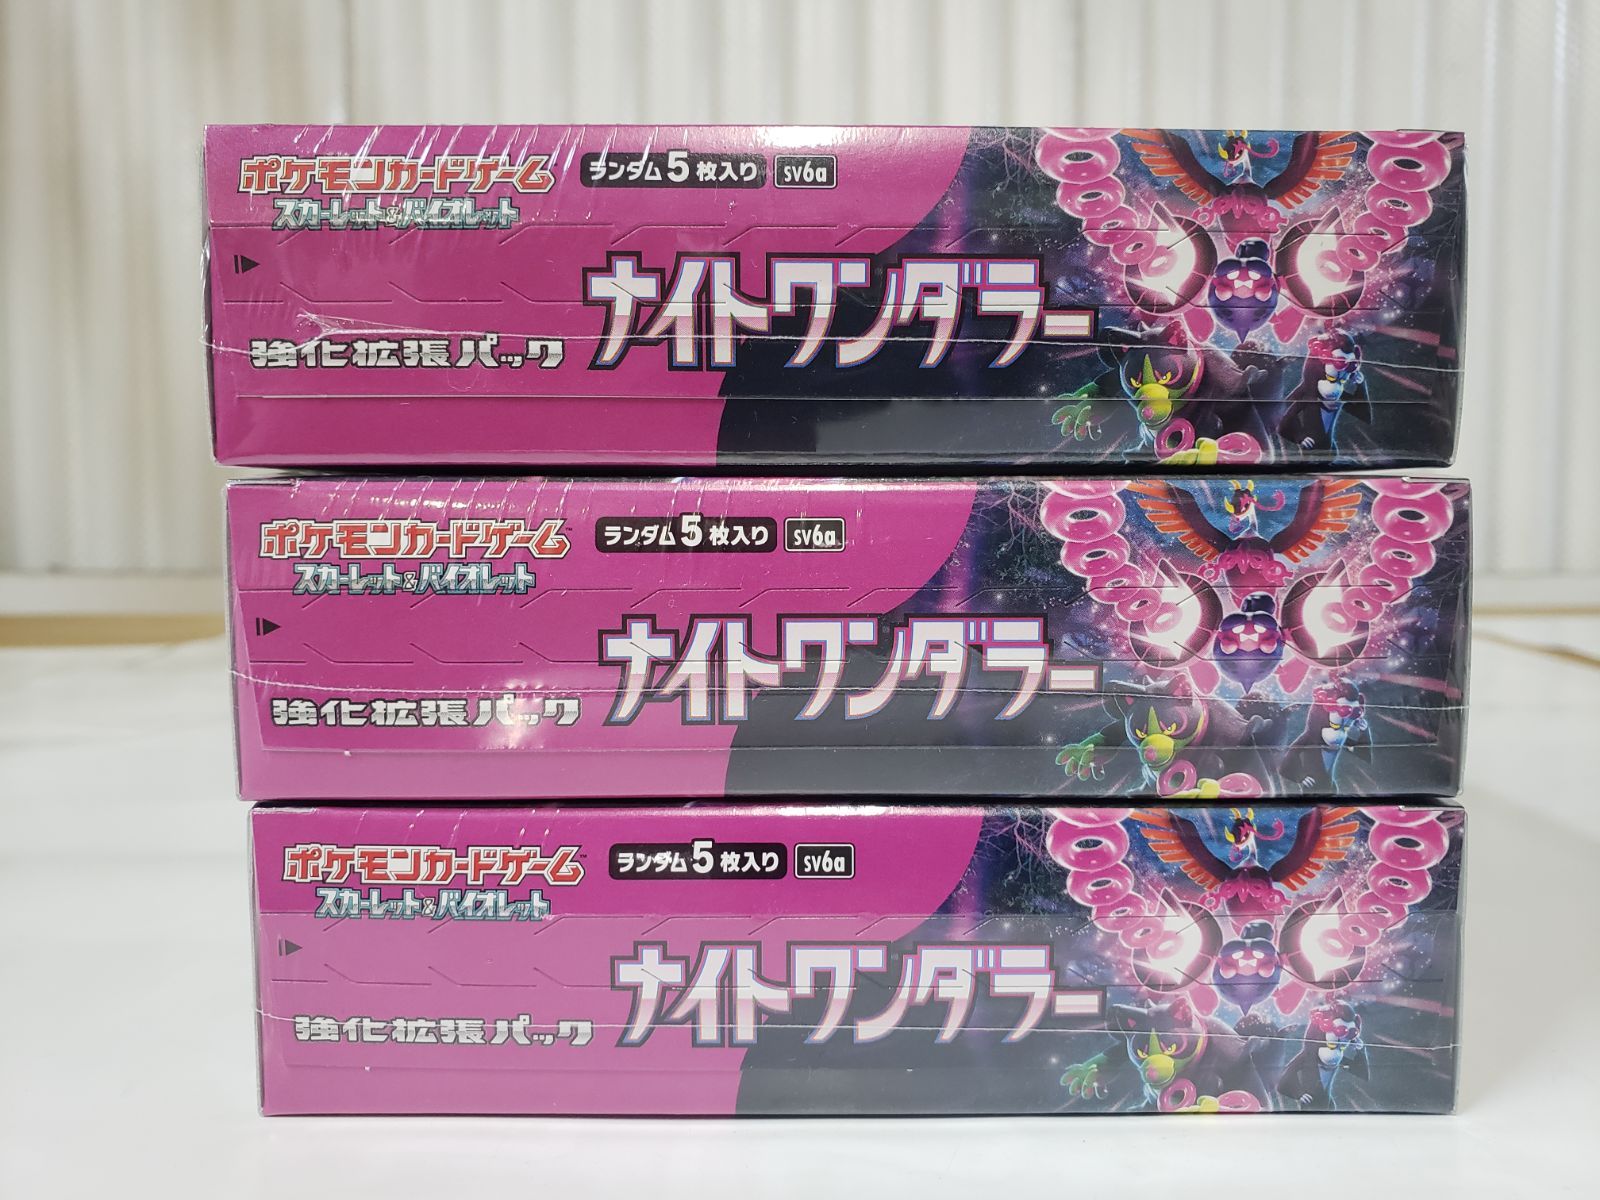 ポケモンカードゲーム
スカーレット&バイオレット
ランダム5枚入り
sv6a
ナイトワンダラー
強化拡張パック
ポケモンカードゲーム™
スカーレット&バイオレット
ランダム5枚入り
sv6a
ナイトワンダラー
強化拡張パック
ポケモンカードゲーム™
スカーレット&バイオレット
ランダム5枚入り
sv6a
ナイトワンダラー
強化拡張パック